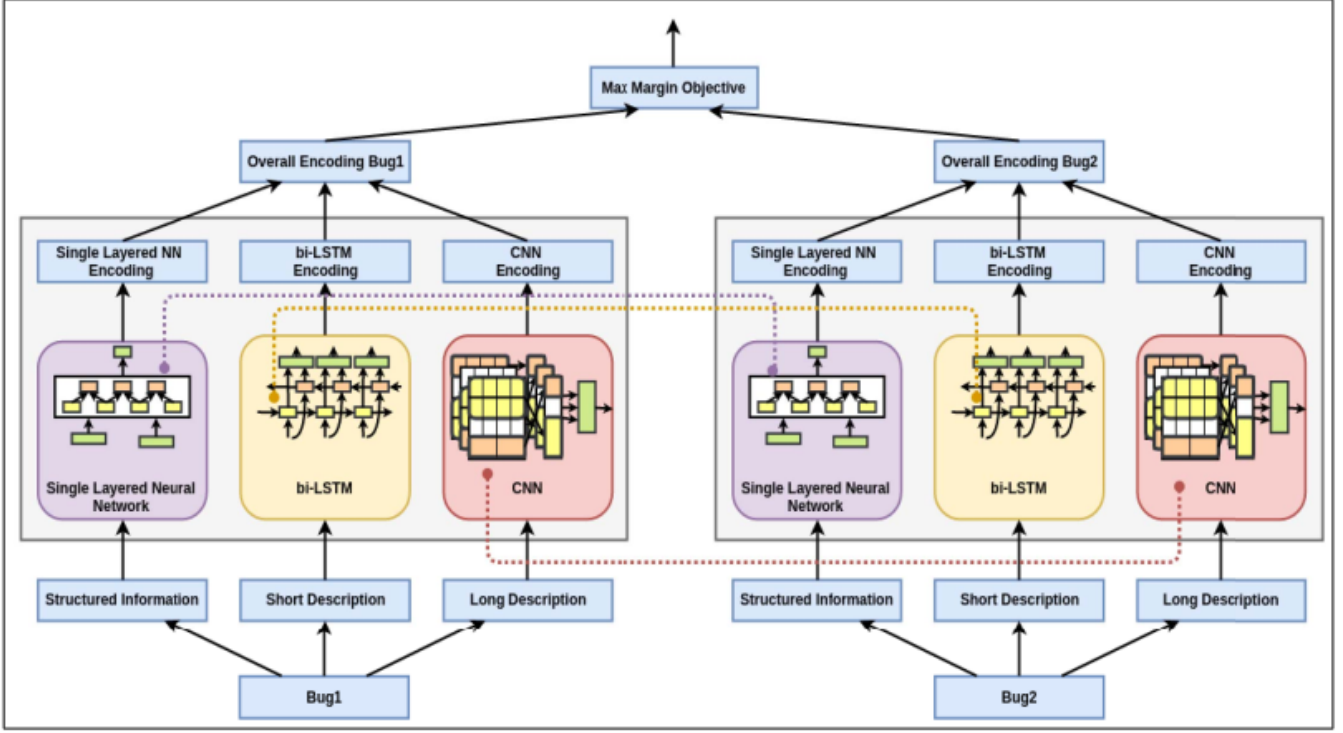 Max Margin Objective
Overall Encoding Bug1
Overall Encoding Bug2
Single Layered NN
Encoding
bi-LSTM
Encoding
CNN
Encoding
Single Layered NN
Encoding
bi-LSTM
Encoding
CNN
Encoding
Single Layered Neural
Network
bi-LSTM
CNN
Single Layered Neural
Network
bi-LSTM
CNN
Structured Information
Short Description
Long Description
Structured Information
Short Description
Long Description
Bug1
Bug2